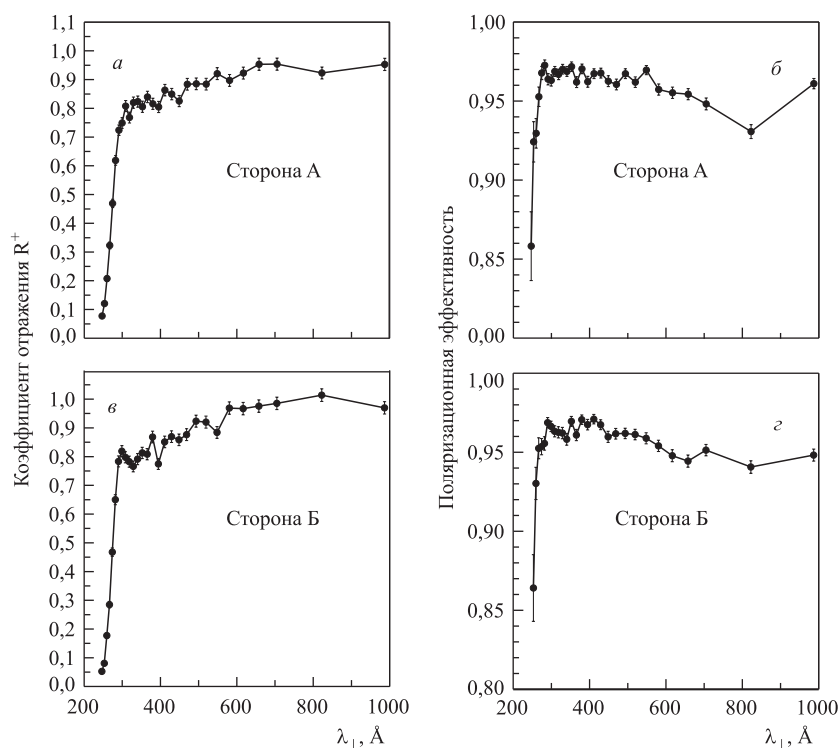 1,1
1,0
0,9
0,8
0,7
0,6
0,5
0,4
0,3
0,2
0,1
0,0
а
Сторона А
1,00
0,95
0,90
0,85
1,00
б
Сторона А
Коэффициент отражения R⁺
Поляризационная эффективность
1,0
0,9
0,8
0,7
0,6
0,5
0,4
0,3
0,2
0,1
0,0
в
Сторона Б
200 400 600 800 1000
λ⊥, Å
1,00
0,95
0,90
0,85
0,80
г
Сторона Б
200 400 600 800 1000
λ⊥, Å